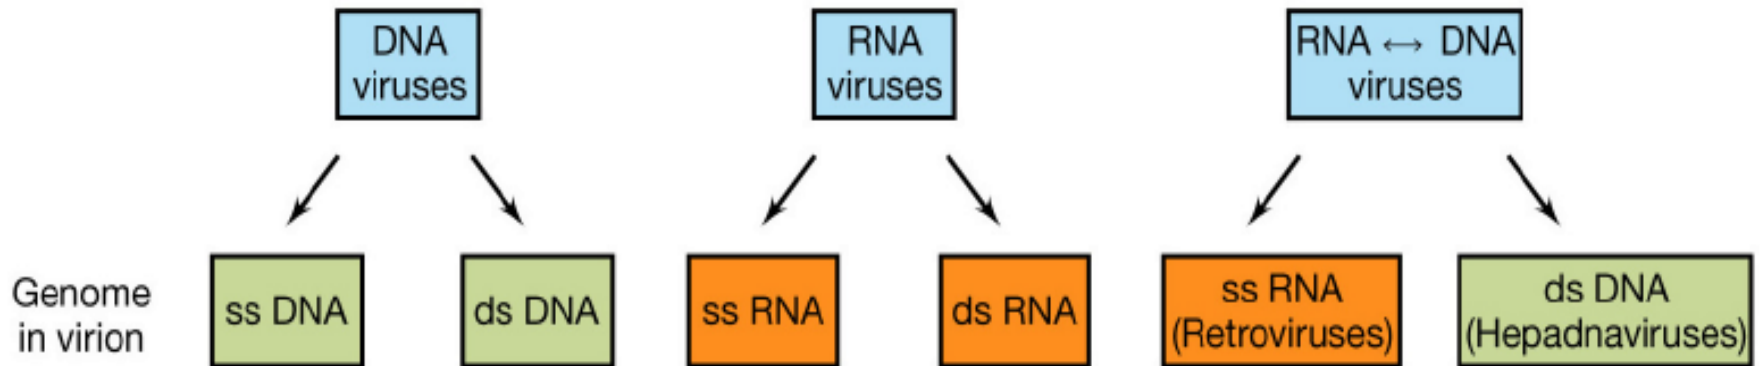 DNA
viruses
RNA
viruses
RNA ↔ DNA
viruses
Genome
in virion
ss DNA
ds DNA
ss RNA
ds RNA
ss RNA
(Retroviruses)
ds DNA
(Hepadnaviruses)